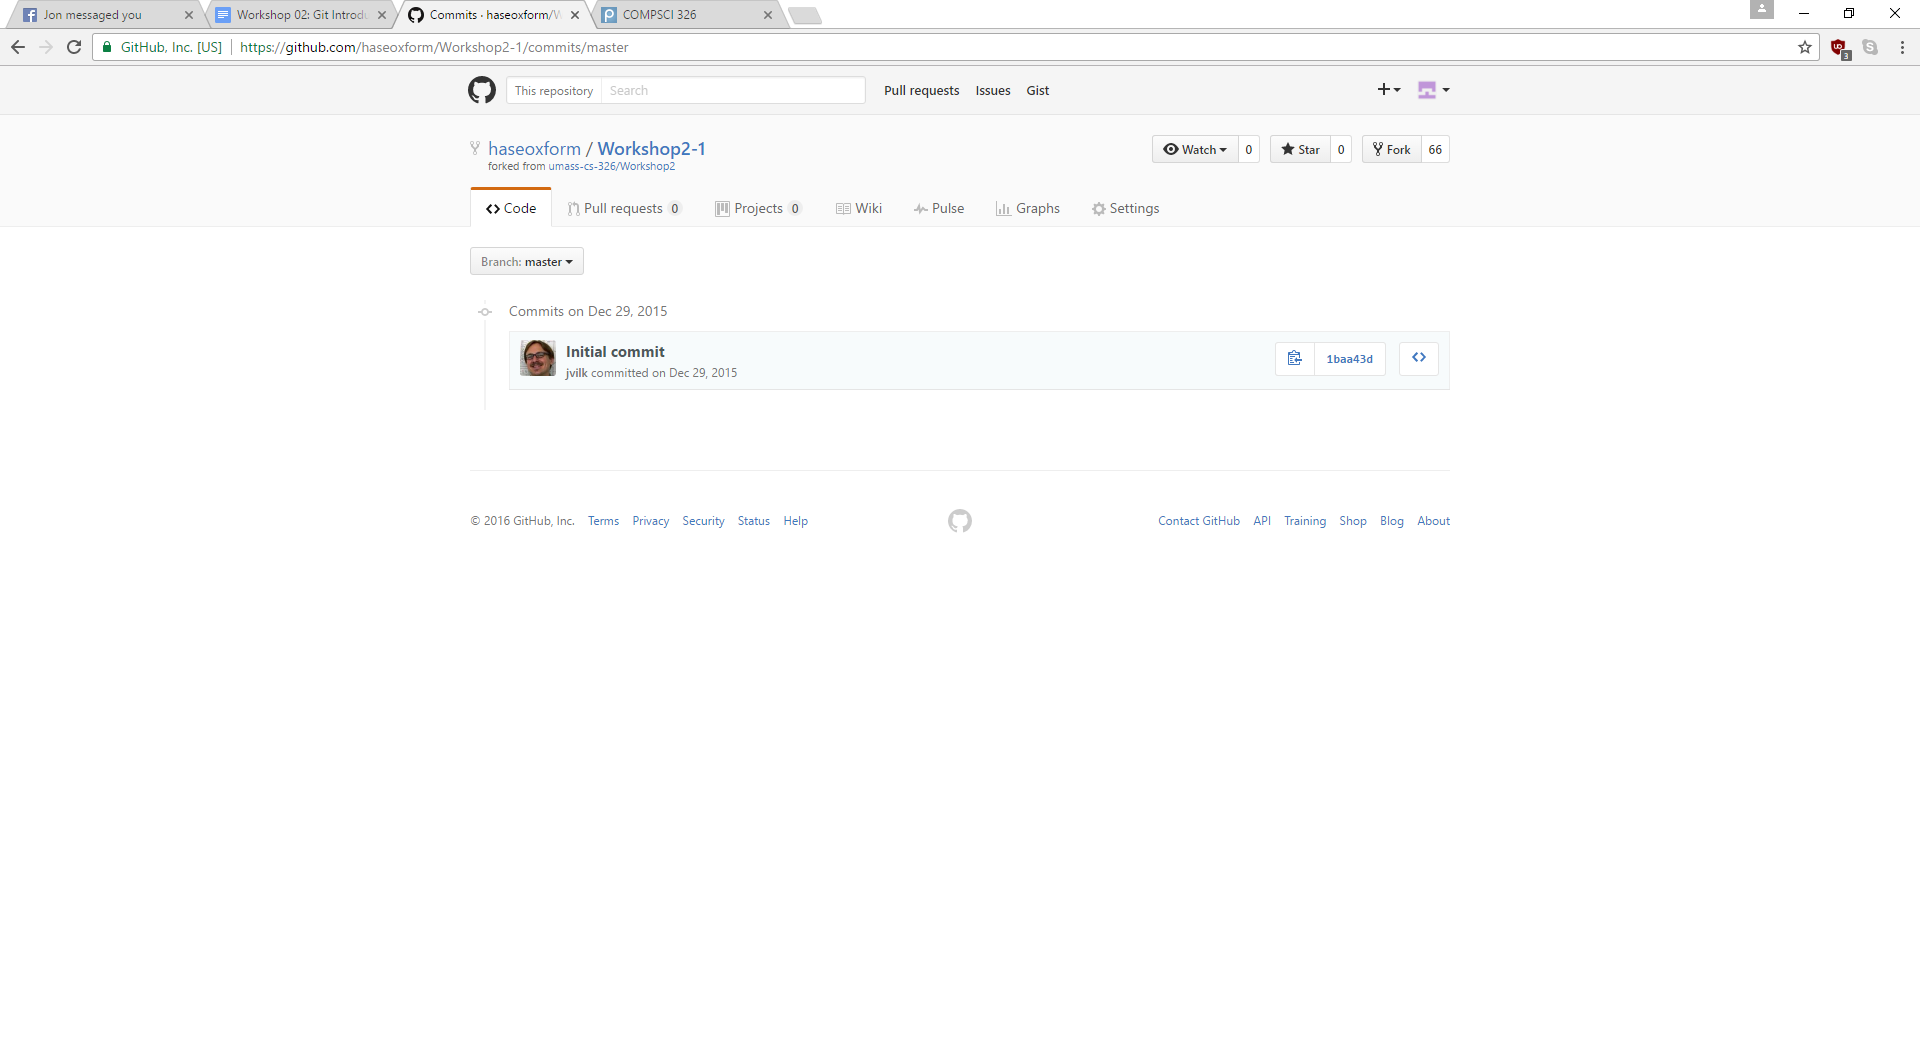 Jon messaged you
Workshop 02: Git Introdu
Commits · haseoxform/W
COMPSCI 326
GitHub, Inc. [US] https://github.com/haseoxform/Workshop2-1/commits/master
3
This repository Search Pull requests Issues Gist
haseoxform / Workshop2-1
Watch 0 Star 0 Fork 66
forked from umass-cs-326/Workshop2
Code Pull requests 0 Projects 0 Wiki Pulse Graphs Settings
Branch: master
Commits on Dec 29, 2015
Initial commit
jvilk committed on Dec 29, 2015
1baa43d
© 2016 GitHub, Inc. Terms Privacy Security Status Help
Contact GitHub API Training Shop Blog About